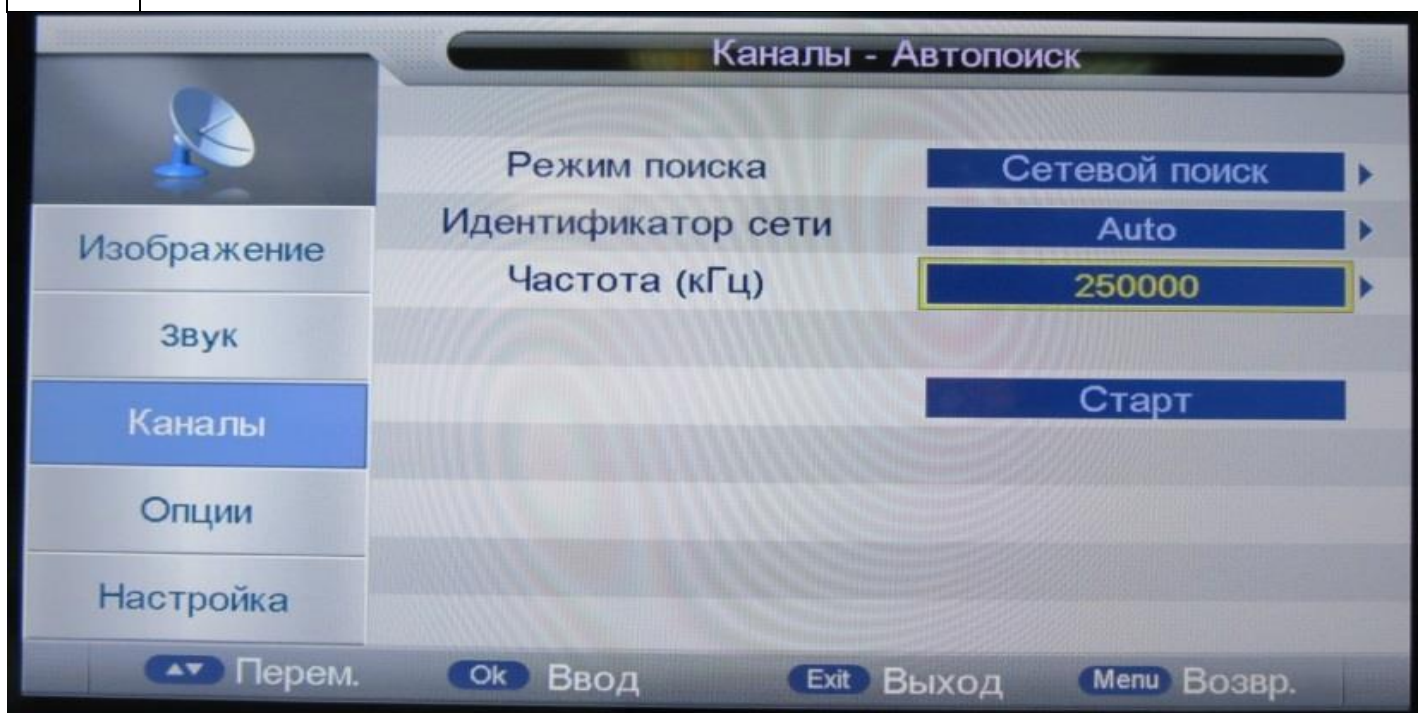 Каналы - Автопоиск
Режим поиска Сетевой поиск
Идентификатор сети Auto
Частота (кГц) 250000
Старт
Изображение
Звук
Каналы
Опции
Настройка
Перем. Ok Ввод Exit Выход Menu Возвр.